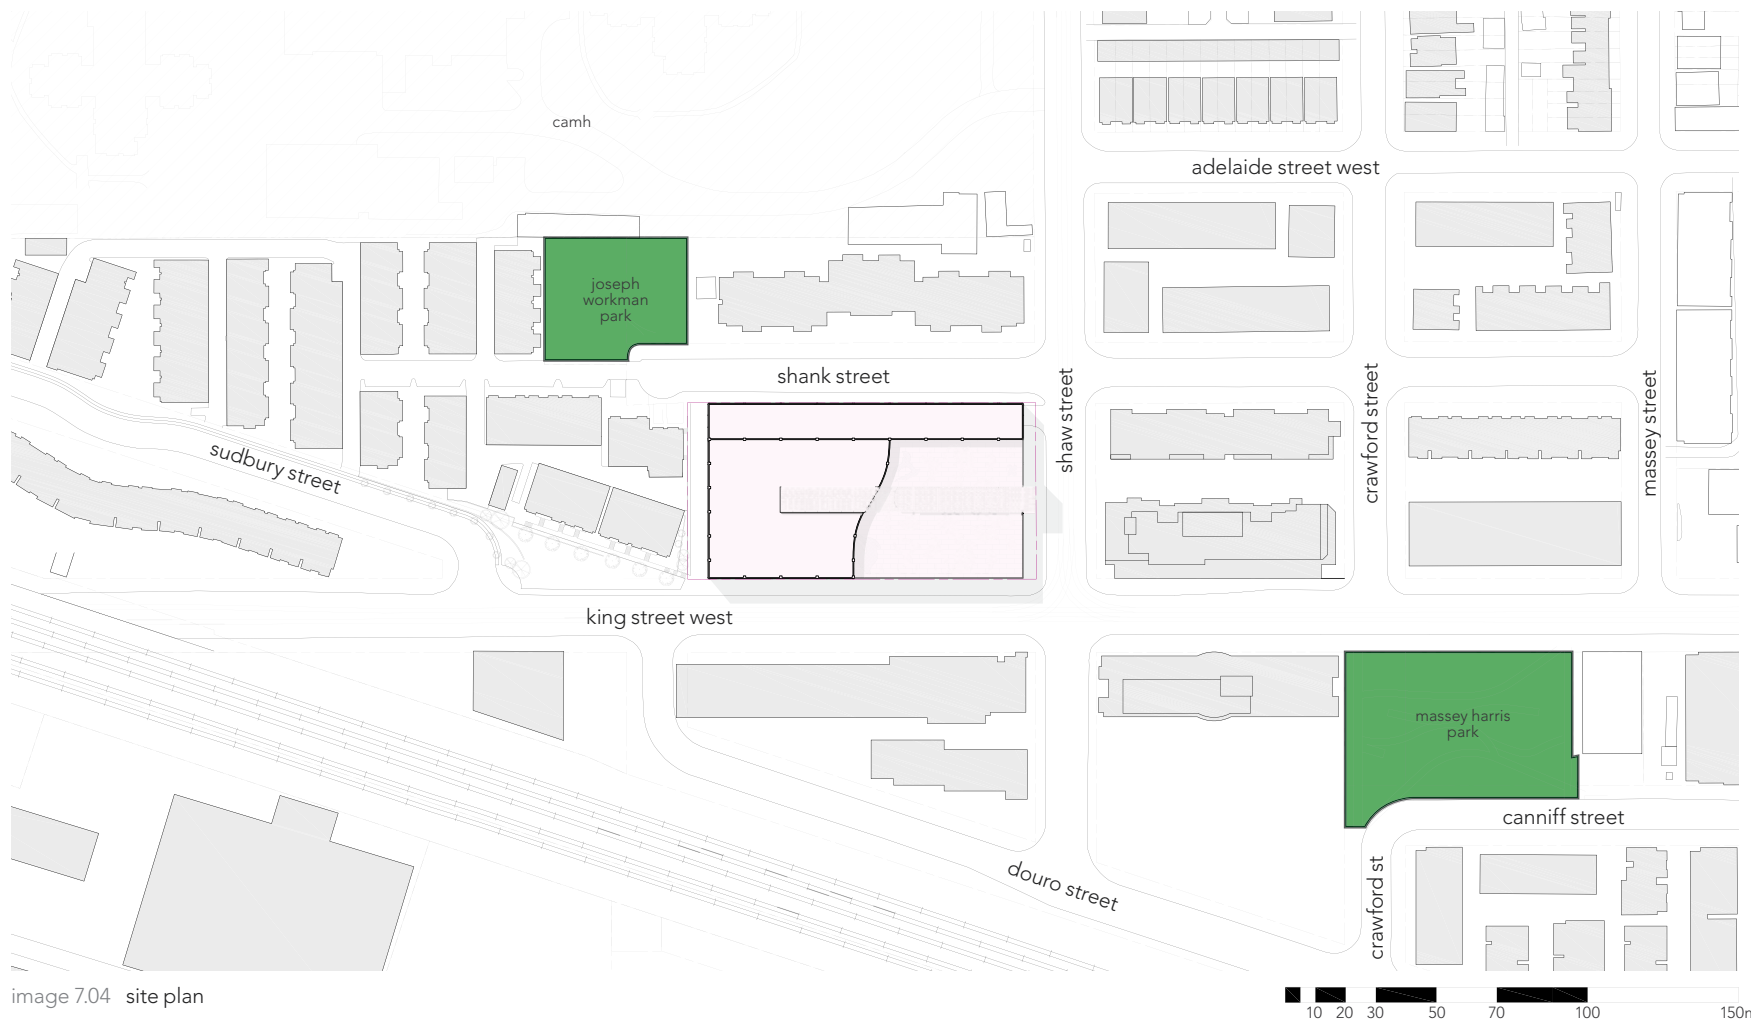 camh
adelaide street west
joseph
workman
park
shank street
shaw street
crawford street
massey street
sudbury street
king street west
massey harris
park
canniff street
douro street
crawford st
image 7.04 site plan
10 20 30 50 70 100 150m